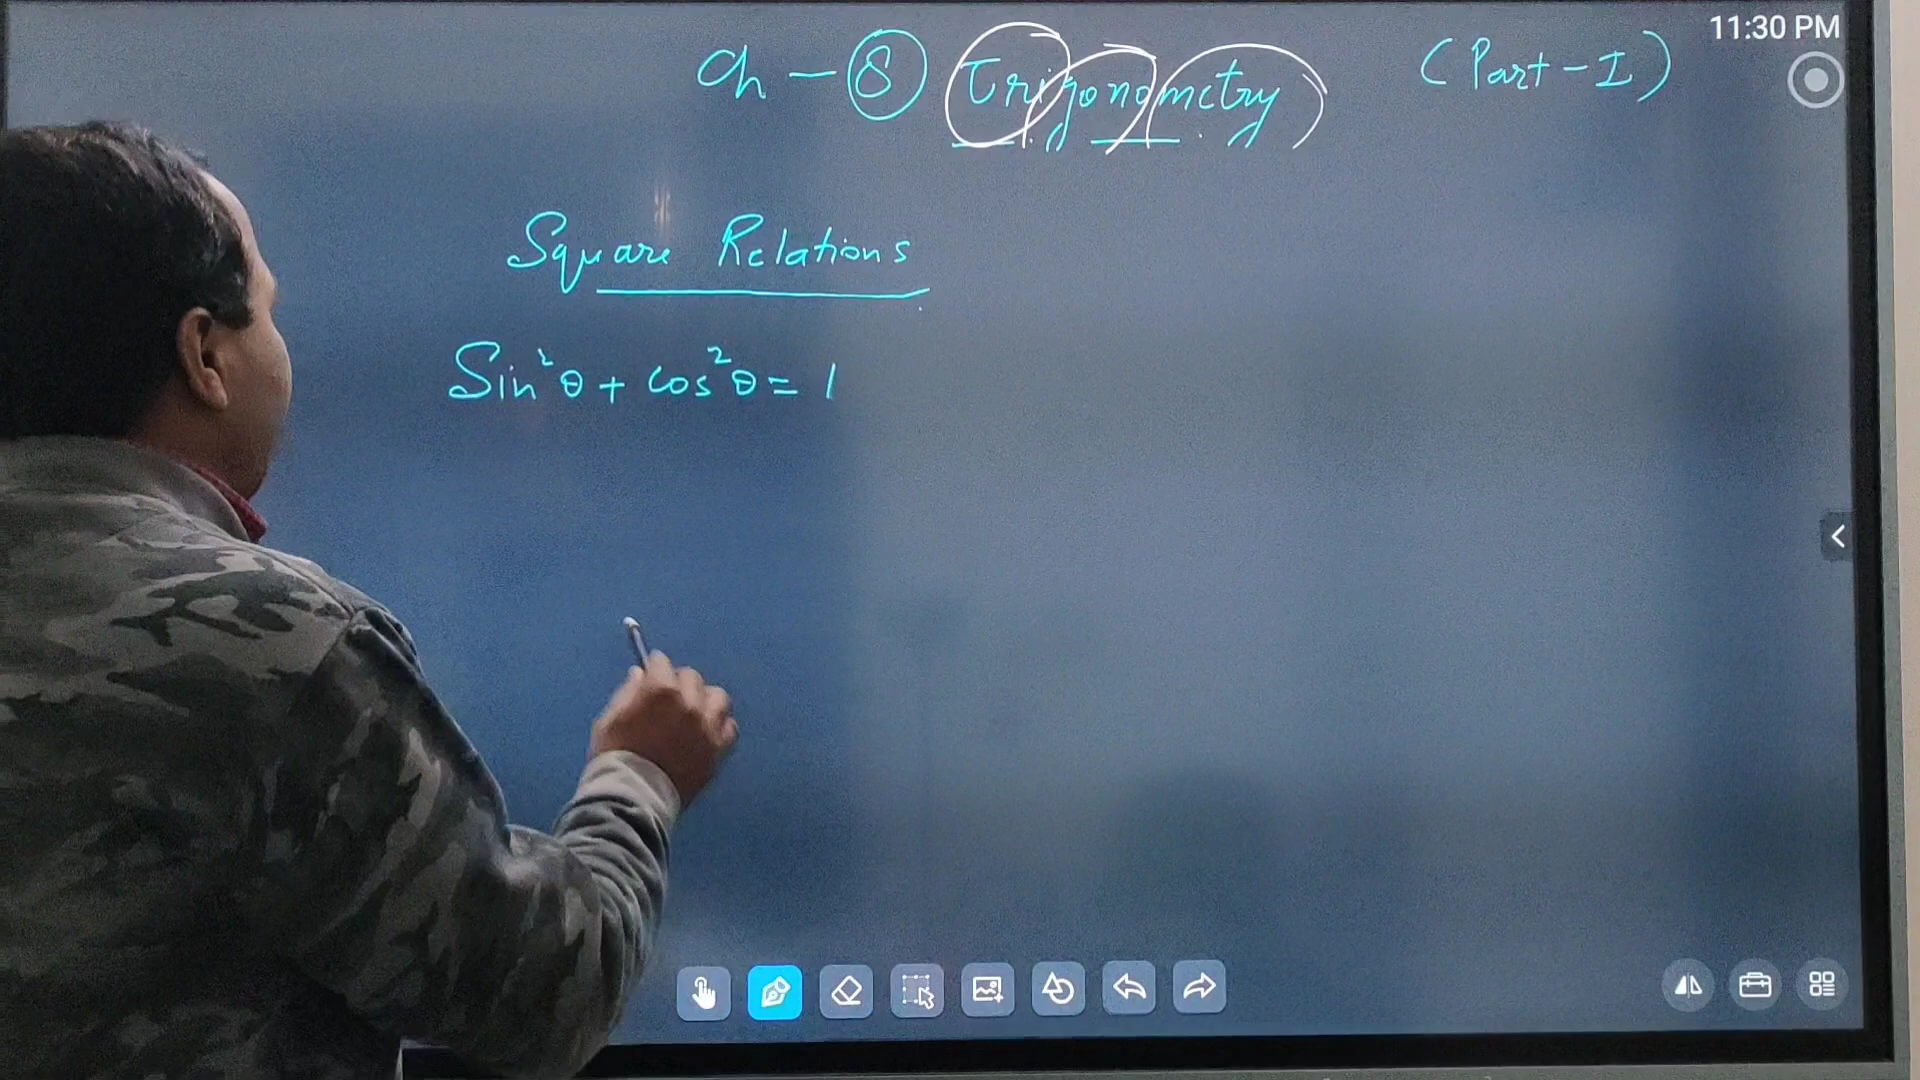 11:30 PM
Ch - 8 Trigonometry (Part - I)
Square Relations
Sin²θ + cos²θ = 1